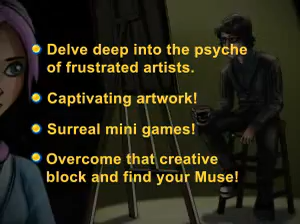 Delve deep into the psyche
of frustrated artists.
Captivating artwork!
Surreal mini games!
Overcome that creative
block and find your Muse!